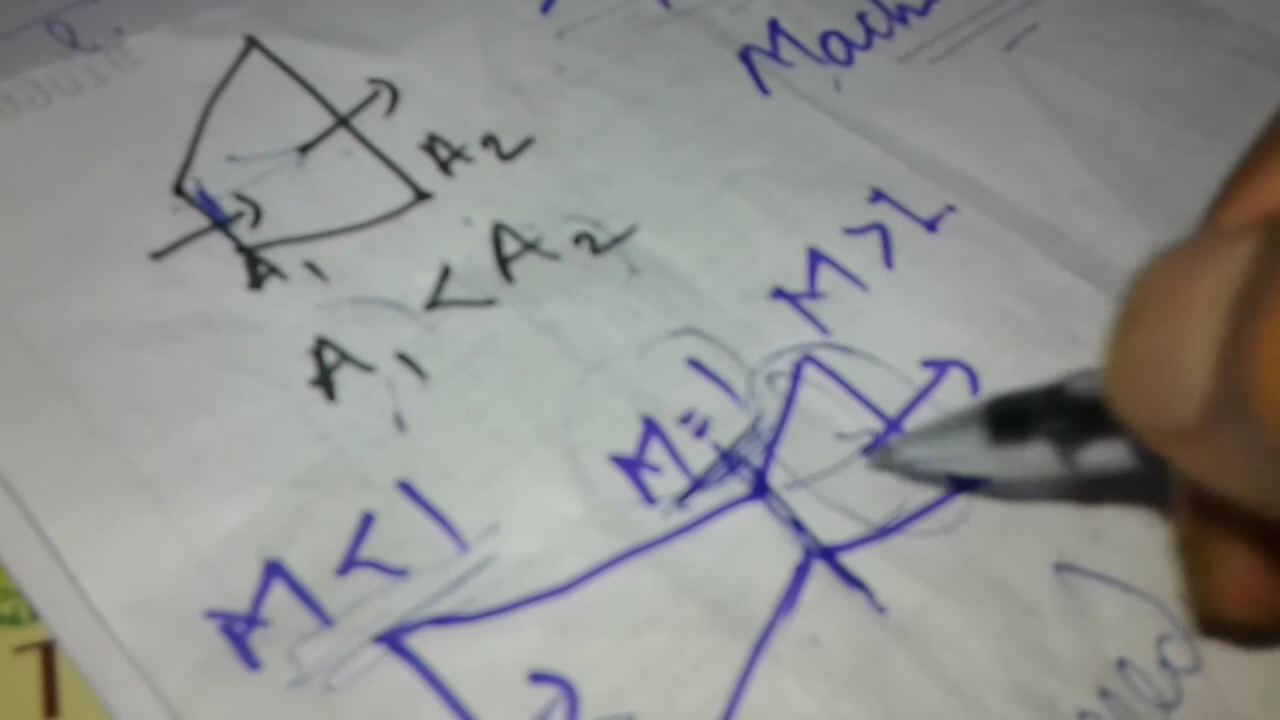 Mach
A2
A1
A1 < A2
M > 1
M = 1
M < 1
T